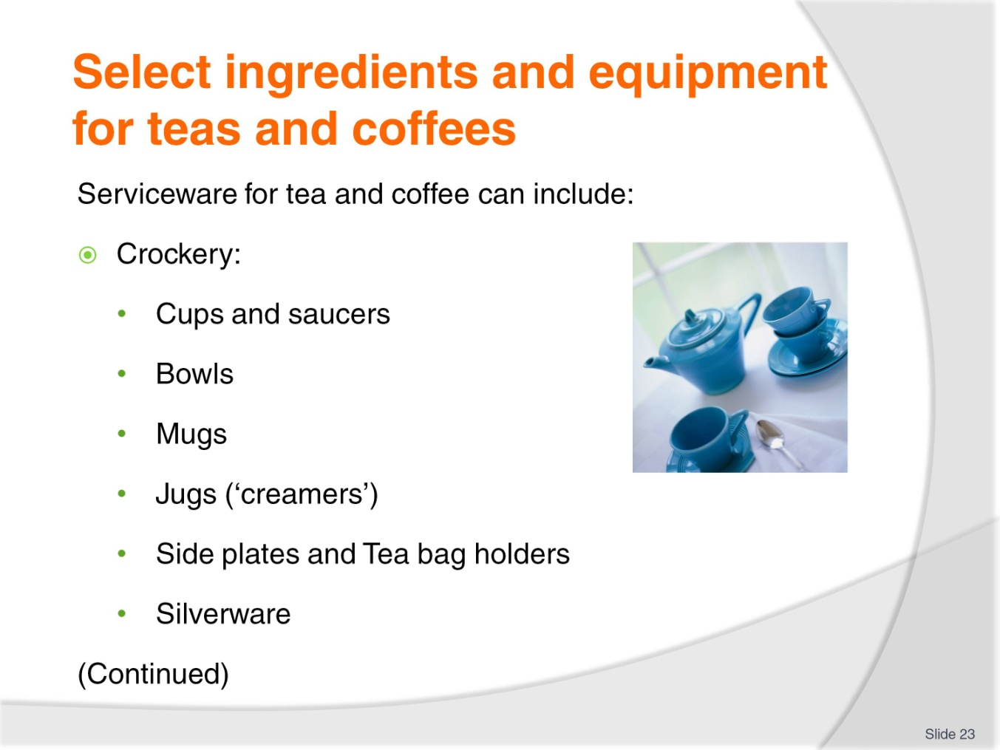 Select ingredients and equipment
for teas and coffees
Serviceware for tea and coffee can include:
Crockery:
• Cups and saucers
• Bowls
• Mugs
• Jugs (‘creamers’)
• Side plates and Tea bag holders
• Silverware
(Continued)
Slide 23